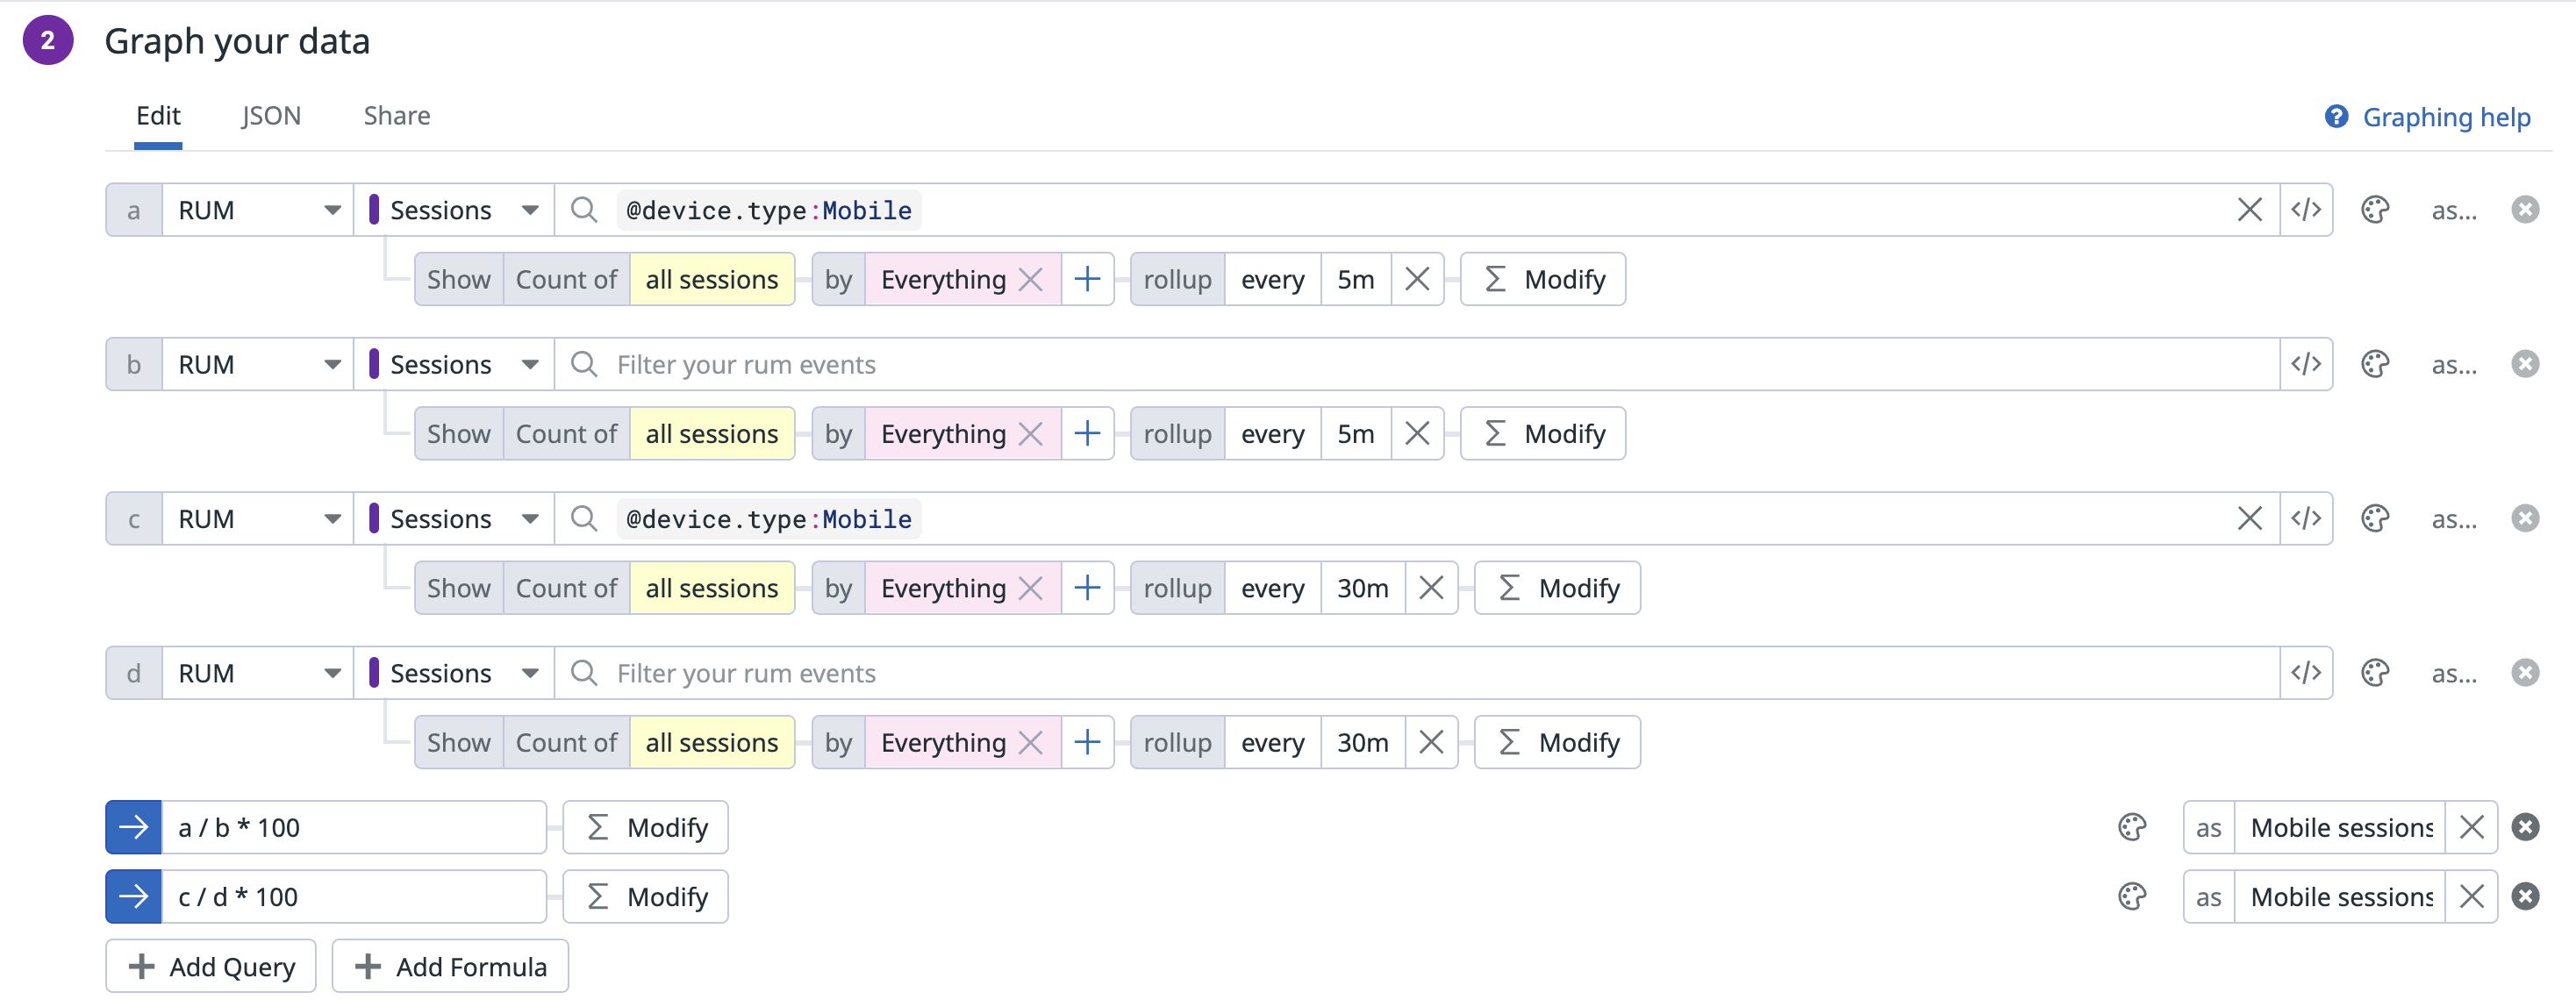 2 Graph your data
Edit JSON Share ? Graphing help
a RUM Sessions @device.type:Mobile </> as...
Show Count of all sessions by Everything + rollup every 5m Σ Modify
b RUM Sessions Filter your rum events </> as...
Show Count of all sessions by Everything + rollup every 5m Σ Modify
c RUM Sessions @device.type:Mobile </> as...
Show Count of all sessions by Everything + rollup every 30m Σ Modify
d RUM Sessions Filter your rum events </> as...
Show Count of all sessions by Everything + rollup every 30m Σ Modify
a / b * 100 Σ Modify as Mobile sessions
c / d * 100 Σ Modify as Mobile sessions
+ Add Query + Add Formula